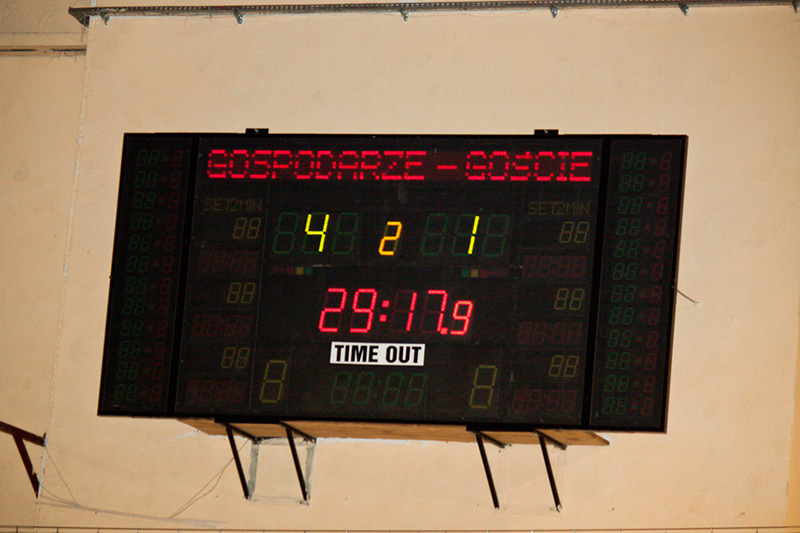 GOSPODARZE - GOŚCIE
SET2MIN SET2MIN
4 2 1
29:17.9
TIME OUT